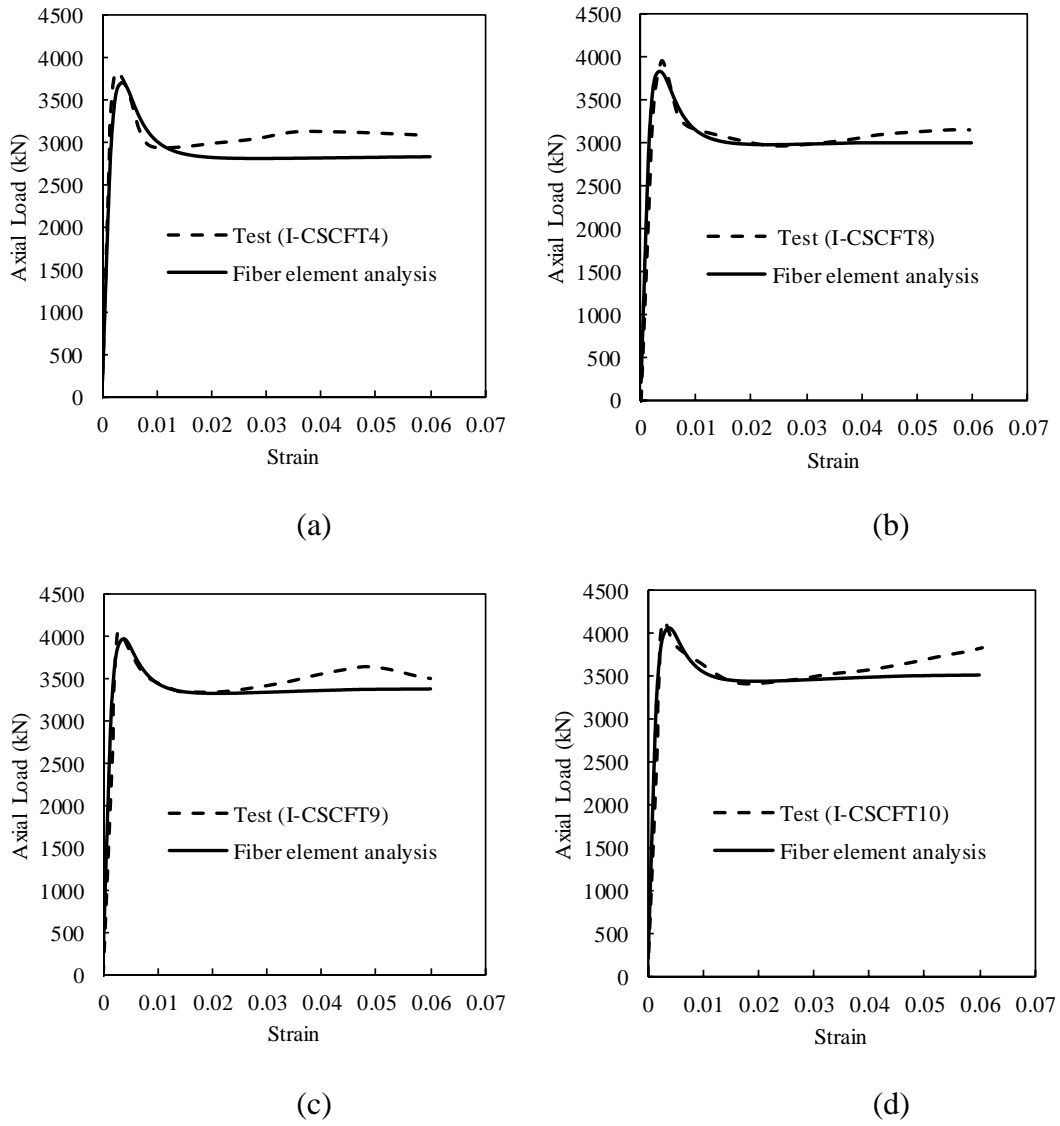 4500
4000
3500
3000
2500
2000
1500
1000
500
0
Axial Load (kN)
Test (I-CSCFT4)
Fiber element analysis
0 0.01 0.02 0.03 0.04 0.05 0.06 0.07
Strain
(a)
4500
4000
3500
3000
2500
2000
1500
1000
500
0
Axial Load (kN)
Test (I-CSCFT8)
Fiber element analysis
0 0.01 0.02 0.03 0.04 0.05 0.06 0.07
Strain
(b)
4500
4000
3500
3000
2500
2000
1500
1000
500
0
Axial Load (kN)
Test (I-CSCFT9)
Fiber element analysis
0 0.01 0.02 0.03 0.04 0.05 0.06 0.07
Strain
(c)
4500
4000
3500
3000
2500
2000
1500
1000
500
0
Axial Load (kN)
Test (I-CSCFT10)
Fiber element analysis
0 0.01 0.02 0.03 0.04 0.05 0.06 0.07
Strain
(d)